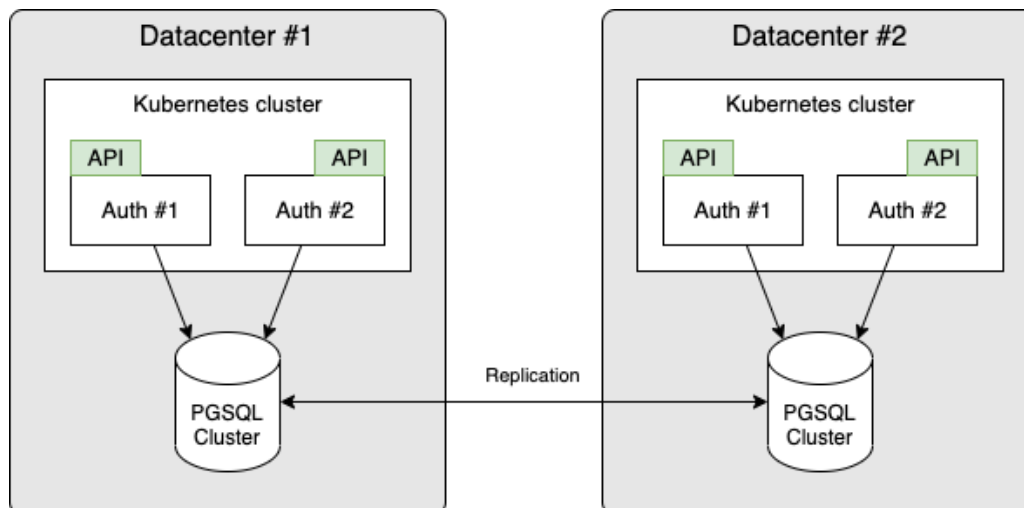 Datacenter #1
Kubernetes cluster
API
API
Auth #1
Auth #2
PGSQL
Cluster
Replication
Datacenter #2
Kubernetes cluster
API
API
Auth #1
Auth #2
PGSQL
Cluster